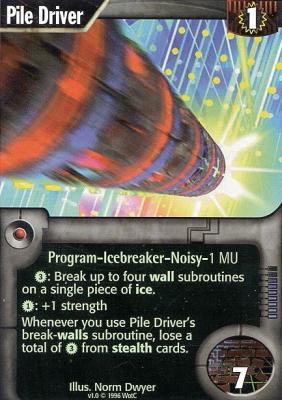 Pile Driver
1
Program-Icebreaker-Noisy-1 MU
3: Break up to four wall subroutines
on a single piece of ice.
1: +1 strength
Whenever you use Pile Driver's
break-walls subroutine, lose a
total of 3 from stealth cards.
7
Illus. Norm Dwyer
v1.0 © 1996 WotC